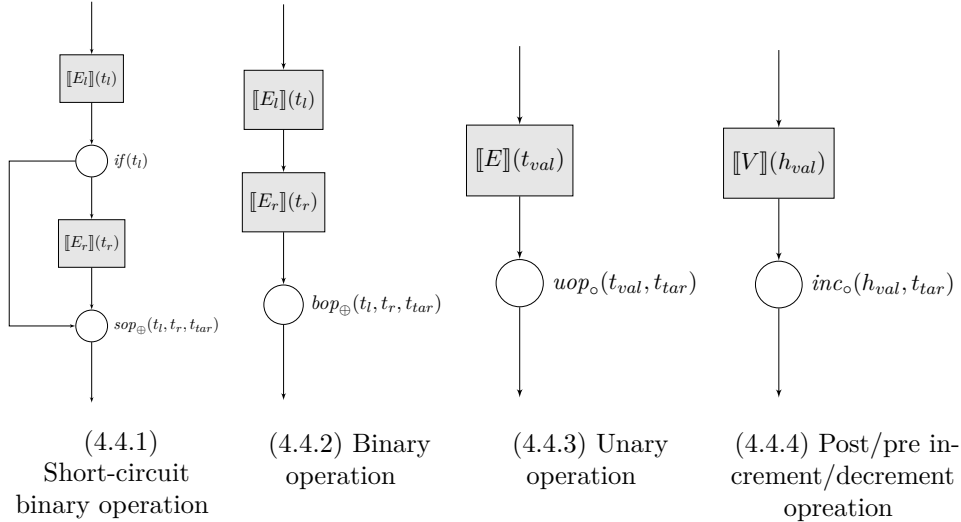 ⟦E_l⟧(t_l)
if(t_l)
⟦E_r⟧(t_r)
sop_⊕(t_l, t_r, t_tar)
(4.4.1)
Short-circuit
binary operation
⟦E_l⟧(t_l)
⟦E_r⟧(t_r)
bop_⊕(t_l, t_r, t_tar)
(4.4.2) Binary
operation
⟦E⟧(t_val)
uop_∘(t_val, t_tar)
(4.4.3) Unary
operation
⟦V⟧(h_val)
inc_∘(h_val, t_tar)
(4.4.4) Post/pre in-
crement/decrement
opreation